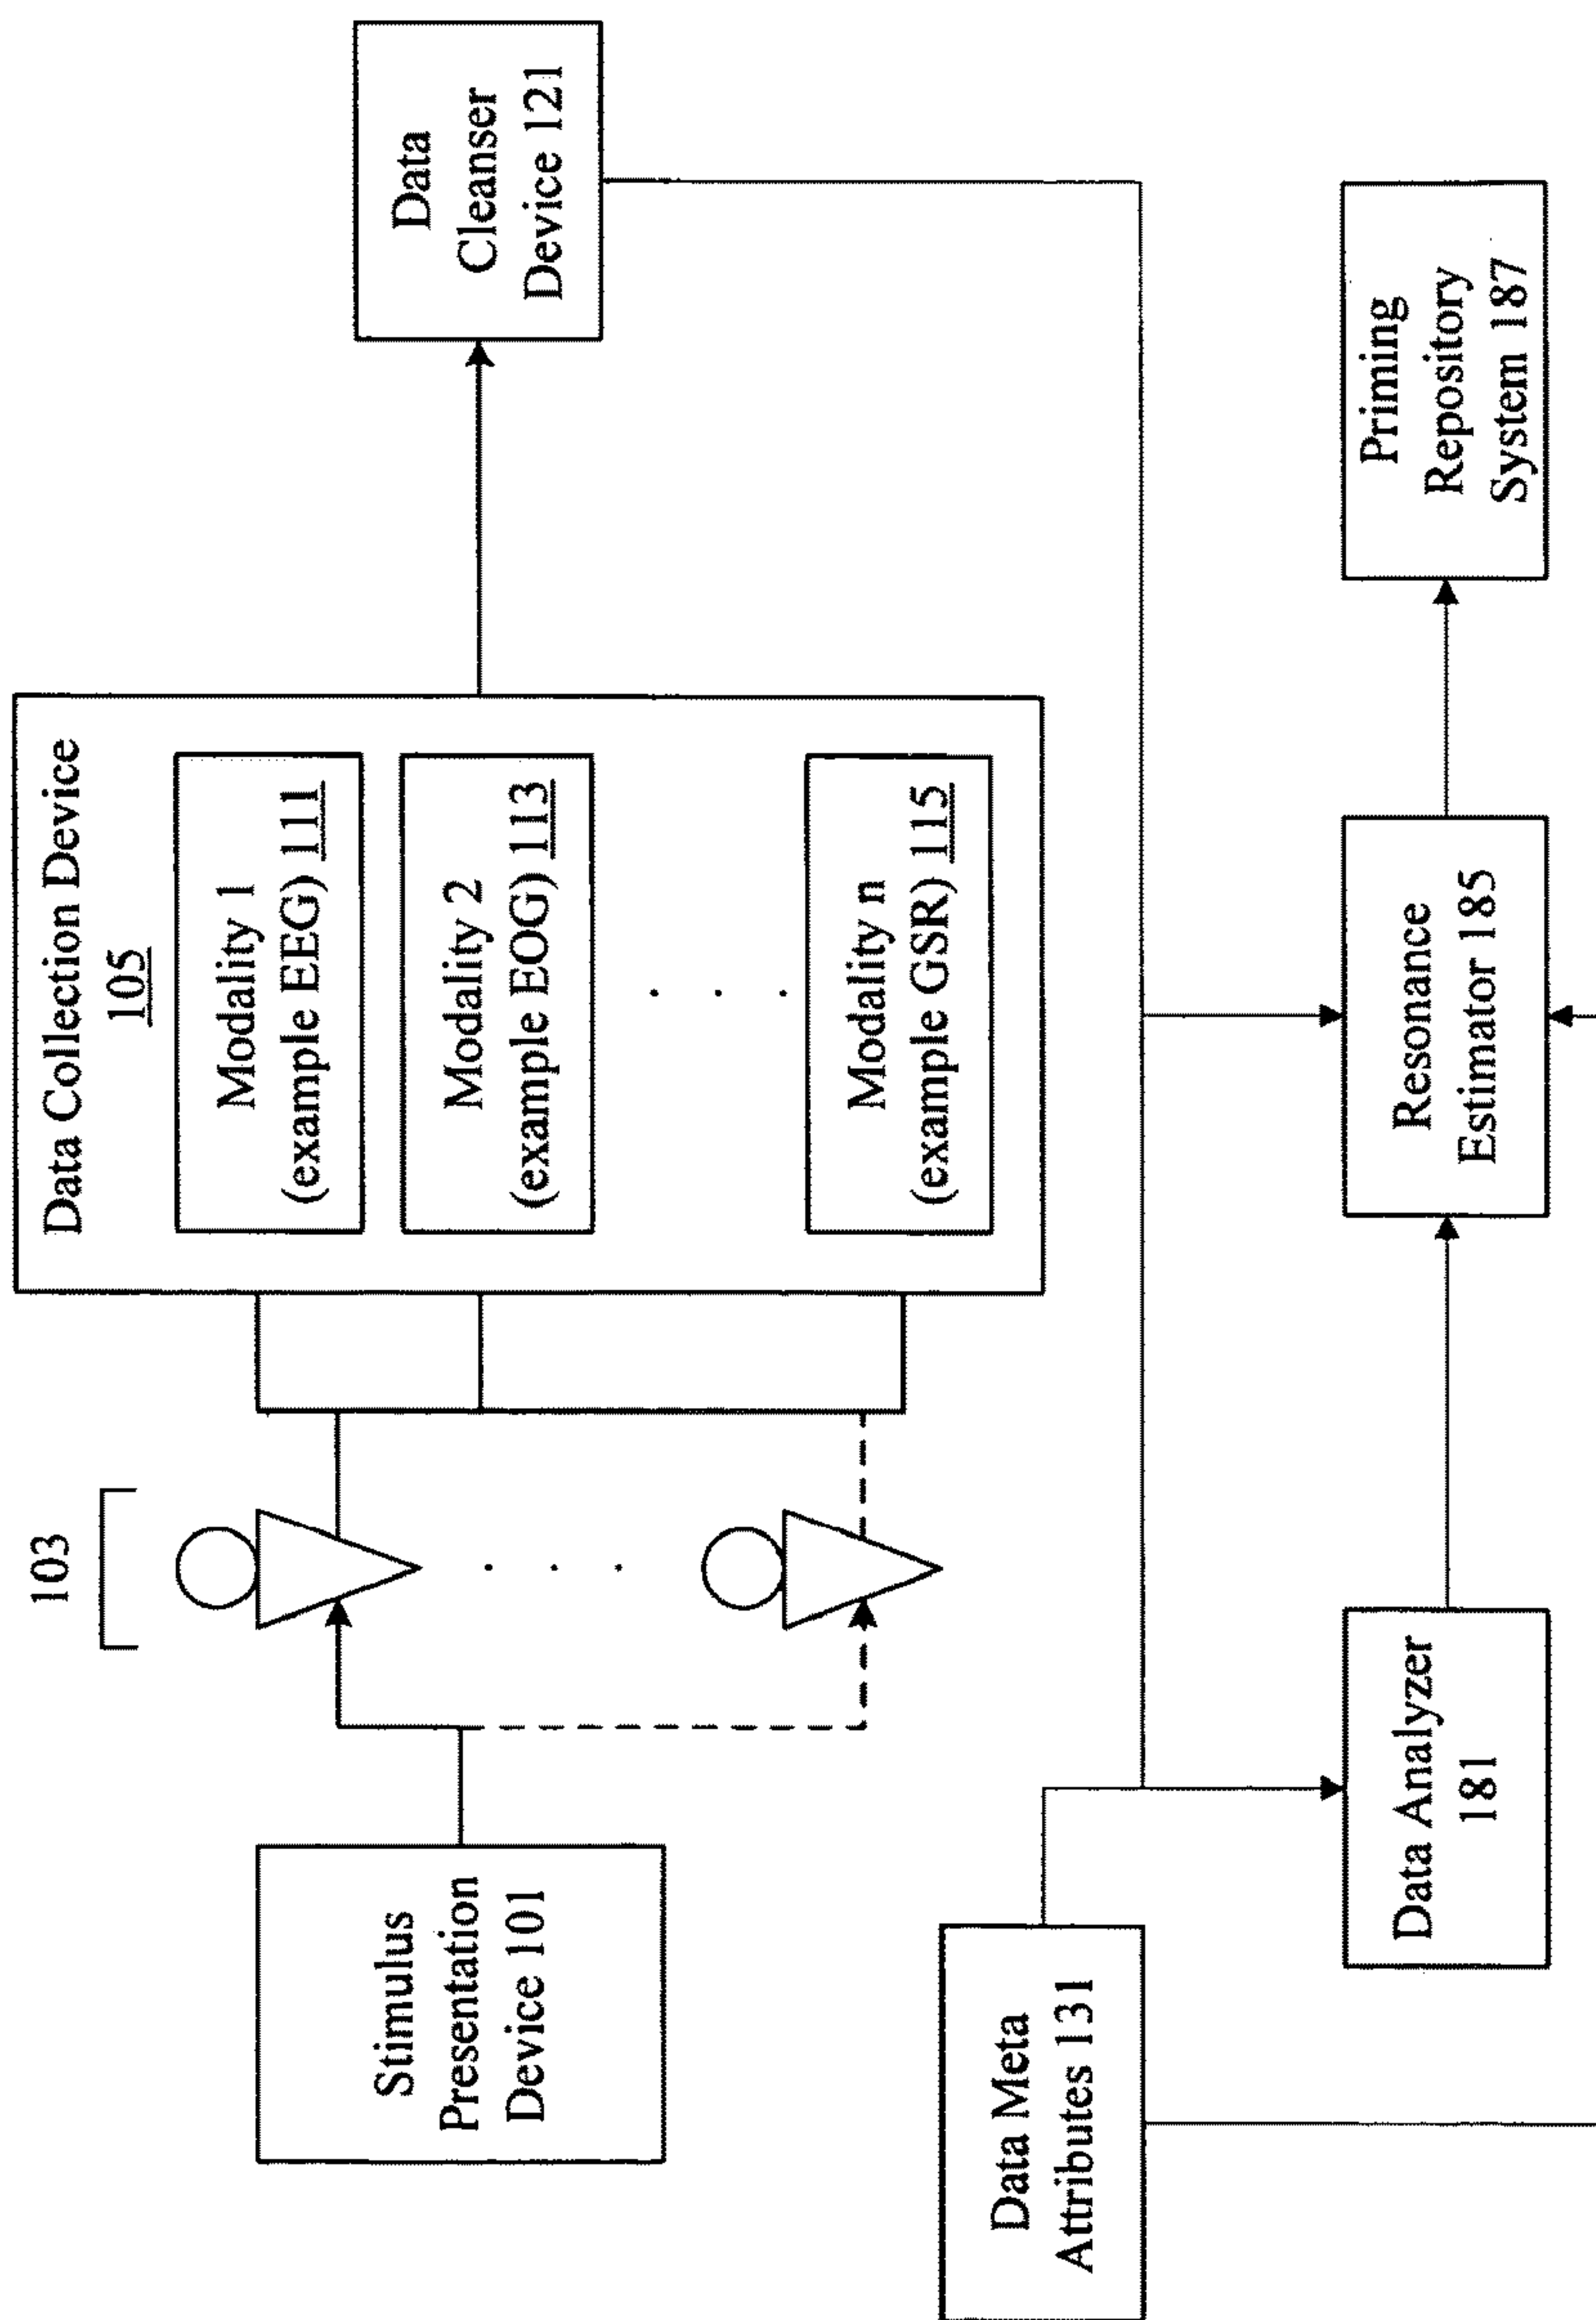 103
Data Collection Device
105
Modality 1
(example EEG) 111
Modality 2
(example EOG) 113
Modality n
(example GSR) 115
Stimulus
Presentation
Device 101
Data
Cleanser
Device 121
Data Meta
Attributes 131
Data Analyzer
181
Resonance
Estimator 185
Priming
Repository
System 187